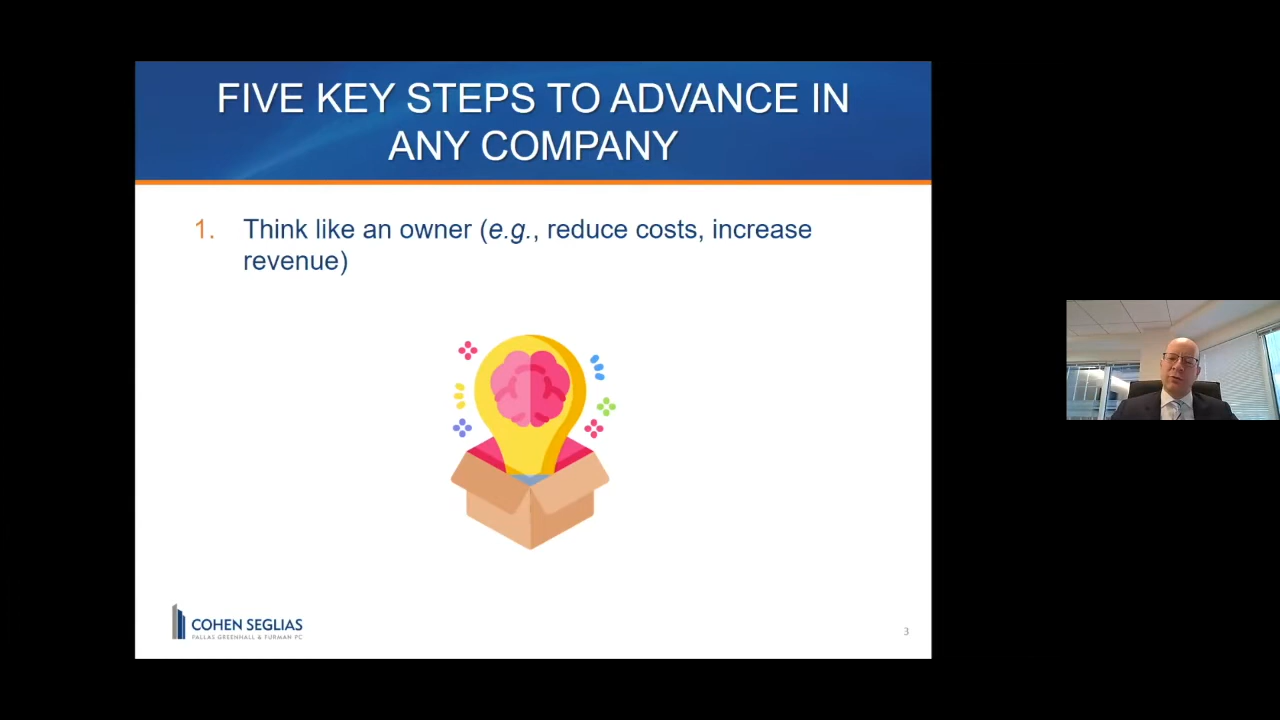 FIVE KEY STEPS TO ADVANCE IN
ANY COMPANY
1. Think like an owner (e.g., reduce costs, increase
revenue)
COHEN SEGLIAS
PALLAS GREENHALL & FURMAN PC
3